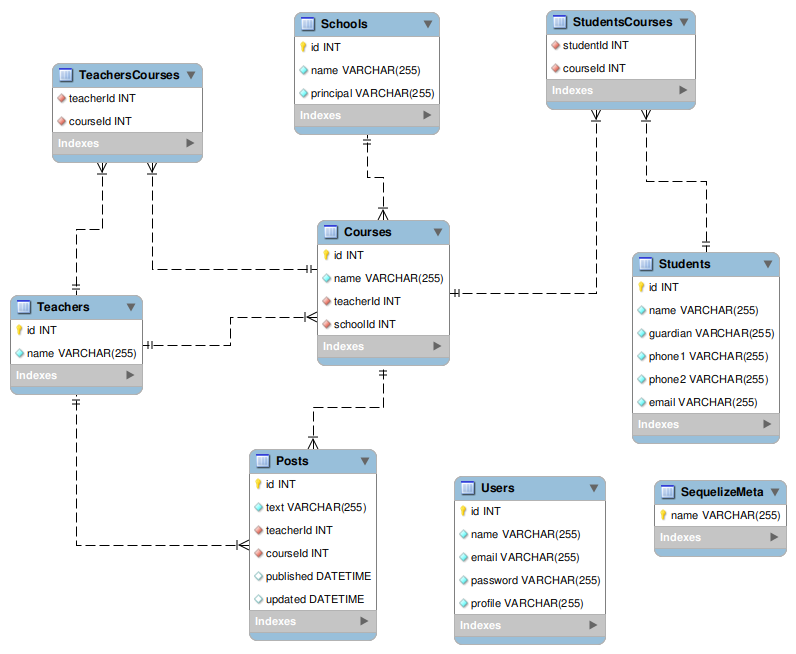 TeachersCourses
teacherId INT
courseId INT
Indexes
Schools
id INT
name VARCHAR(255)
principal VARCHAR(255)
Indexes
StudentsCourses
studentId INT
courseId INT
Indexes
Courses
id INT
name VARCHAR(255)
teacherId INT
schoolId INT
Indexes
Students
id INT
name VARCHAR(255)
guardian VARCHAR(255)
phone1 VARCHAR(255)
phone2 VARCHAR(255)
email VARCHAR(255)
Indexes
Teachers
id INT
name VARCHAR(255)
Indexes
Posts
id INT
text VARCHAR(255)
teacherId INT
courseId INT
published DATETIME
updated DATETIME
Indexes
Users
id INT
name VARCHAR(255)
email VARCHAR(255)
password VARCHAR(255)
profile VARCHAR(255)
Indexes
SequelizeMeta
name VARCHAR(255)
Indexes